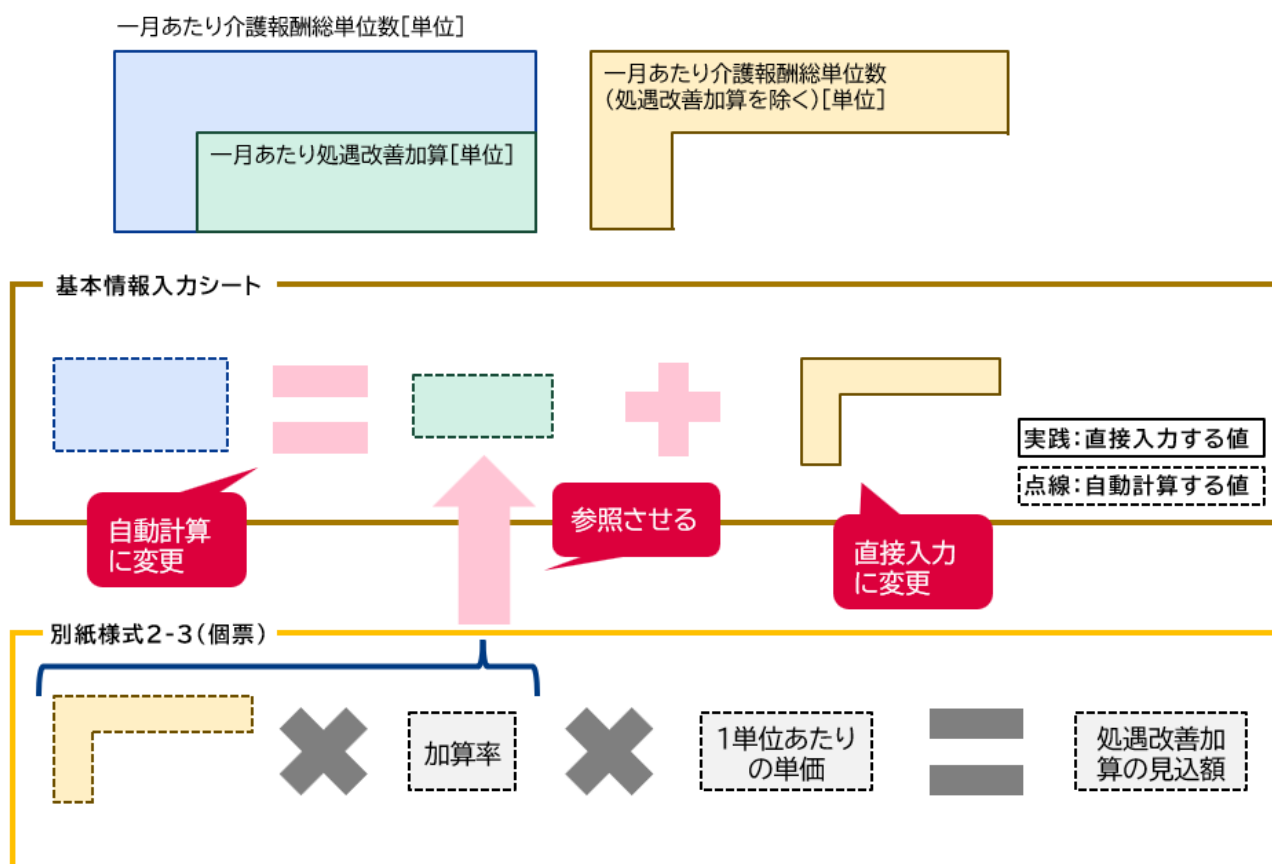 一月あたり介護報酬総単位数[単位]
一月あたり処遇改善加算[単位]
一月あたり介護報酬総単位数
(処遇改善加算を除く)[単位]
基本情報入力シート
実践:直接入力する値
点線:自動計算する値
自動計算
に変更
参照させる
直接入力
に変更
別紙様式2-3(個票)
加算率
1単位あたり
の単価
処遇改善加
算の見込額